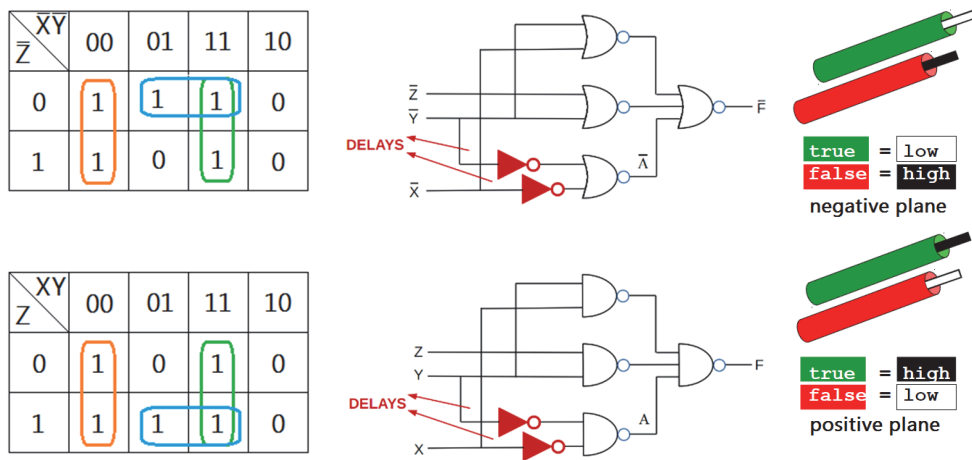 X̅Y̅
Z̅
00 01 11 10
0 1 1 1 0
1 1 0 1 0
Z̅
Y̅
DELAYS
X̅
Λ̅
F̅
true = low
false = high
negative plane
XY
Z
00 01 11 10
0 1 0 1 0
1 1 1 1 0
Z
Y
DELAYS
X
A
F
true = high
false = low
positive plane